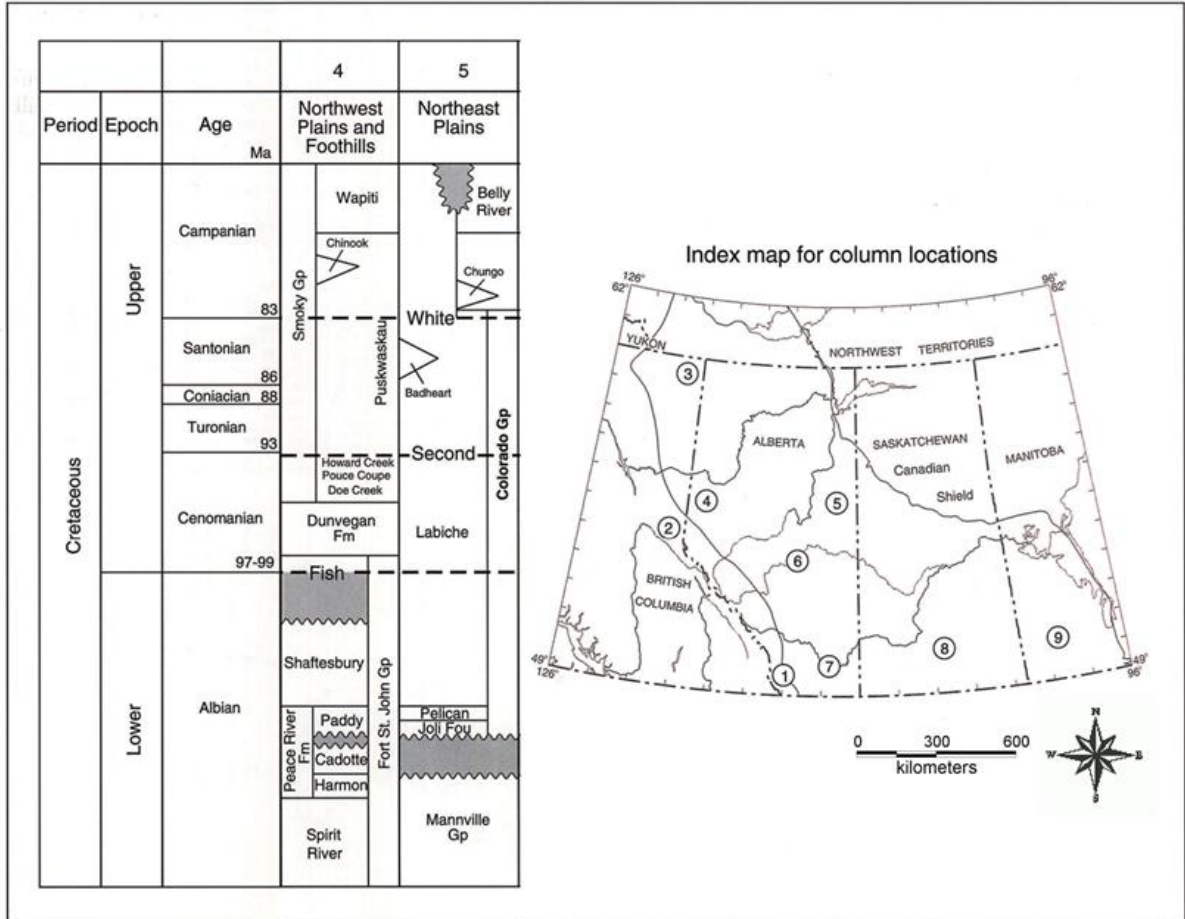 4
5
Period
Epoch
Age
Ma
Northwest
Plains and
Foothills
Northeast
Plains
Cretaceous
Upper
Lower
Campanian
83
Santonian
86
Coniacian 88
Turonian
93
Cenomanian
97-99
Albian
Smoky Gp
Wapiti
Chinook
Puskwaskau
Howard Creek
Pouce Coupe
Doe Creek
Dunvegan
Fm
Fish
Shaftesbury
Peace River
Fm
Paddy
Cadotte
Harmon
Spirit
River
Fort St. John Gp
Belly
River
Chungo
White
Badheart
Second
Colorado Gp
Labiche
Pelican
Joli Fou
Mannville
Gp
Index map for column locations
126°
62°
96°
62°
YUKON
NORTHWEST TERRITORIES
3
ALBERTA
SASKATCHEWAN
Canadian
Shield
MANITOBA
4
5
2
6
BRITISH
COLUMBIA
1
7
8
9
49°
126°
49°
96°
0 300 600
kilometers
N
W E
S